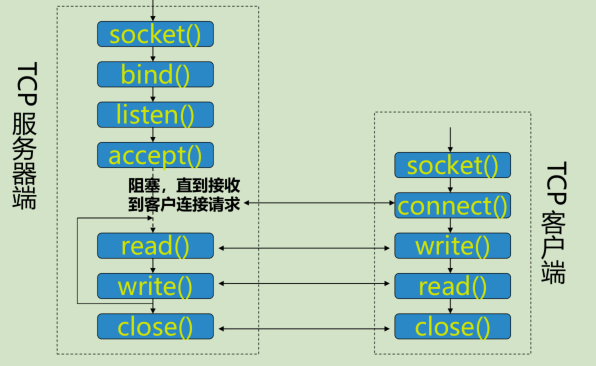 TCP 服务器端
socket()
bind()
listen()
accept()
阻塞，直到接收
到客户连接请求
read()
write()
close()
socket()
connect()
write()
read()
close()
TCP 客户端